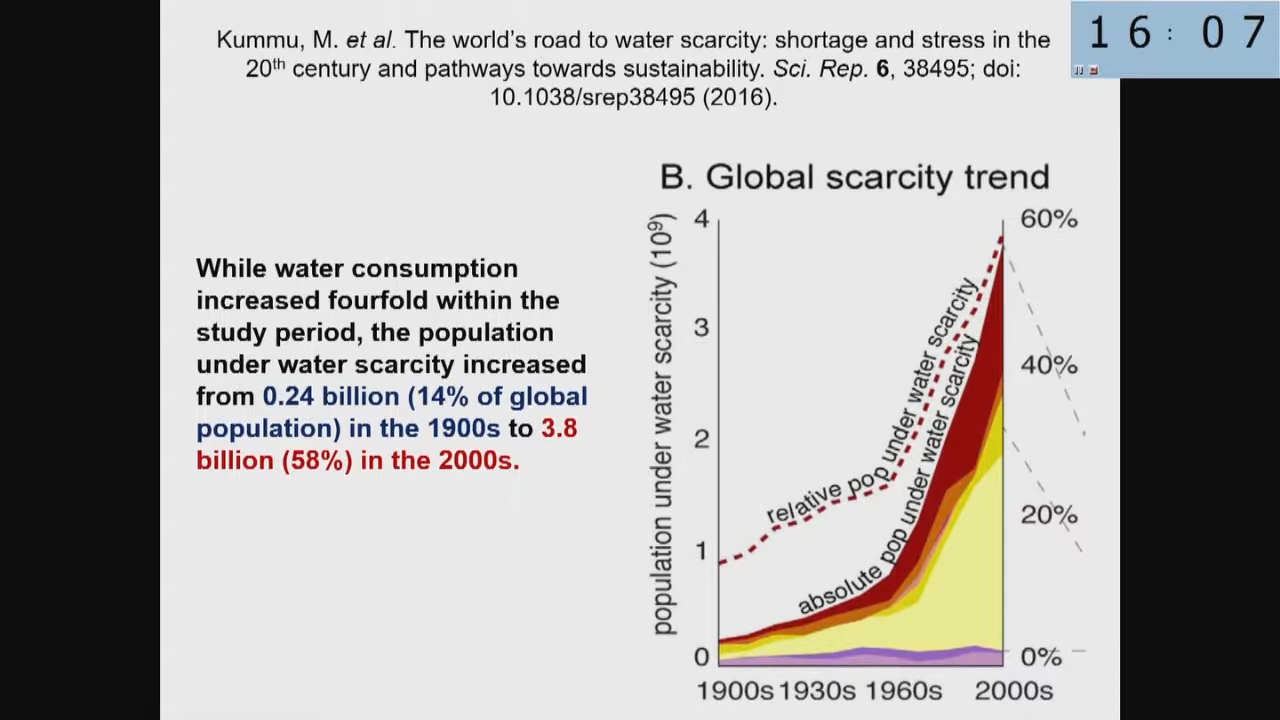 Kummu, M. et al. The world's road to water scarcity: shortage and stress in the
20th century and pathways towards sustainability. Sci. Rep. 6, 38495; doi:
10.1038/srep38495 (2016).
16:07
While water consumption
increased fourfold within the
study period, the population
under water scarcity increased
from 0.24 billion (14% of global
population) in the 1900s to 3.8
billion (58%) in the 2000s.
B. Global scarcity trend
population under water scarcity (10⁹)
4
3
2
1
0
60%
40%
20%
0%
relative pop under water scarcity
absolute pop under water scarcity
1900s 1930s 1960s 2000s